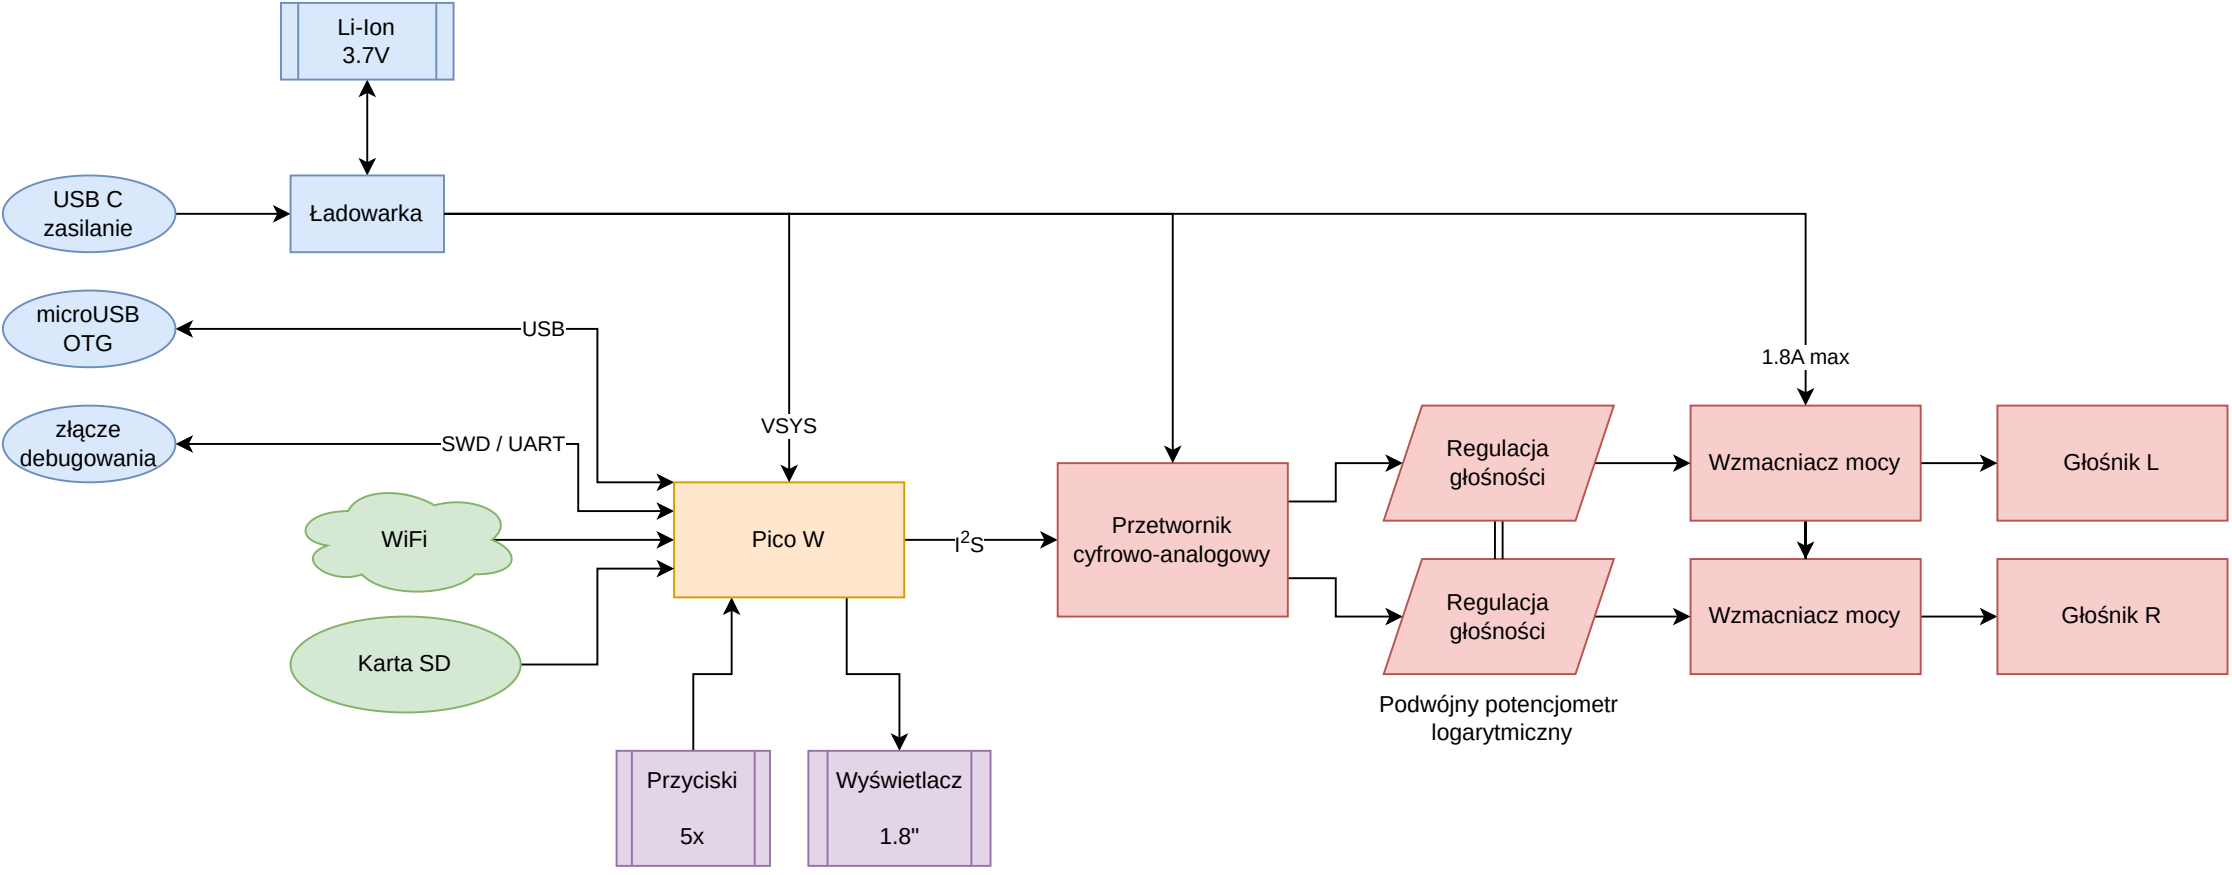 Li-Ion
3.7V
USB C
zasilanie
Ładowarka
microUSB
OTG
USB
1.8A max
złącze
debugowania
SWD / UART
VSYS
WiFi
Pico W
I²S
Karta SD
Przetwornik
cyfrowo-analogowy
Regulacja
głośności
Wzmacniacz mocy
Głośnik L
Regulacja
głośności
Wzmacniacz mocy
Głośnik R
Podwójny potencjometr
logarytmiczny
Przyciski
5x
Wyświetlacz
1.8"